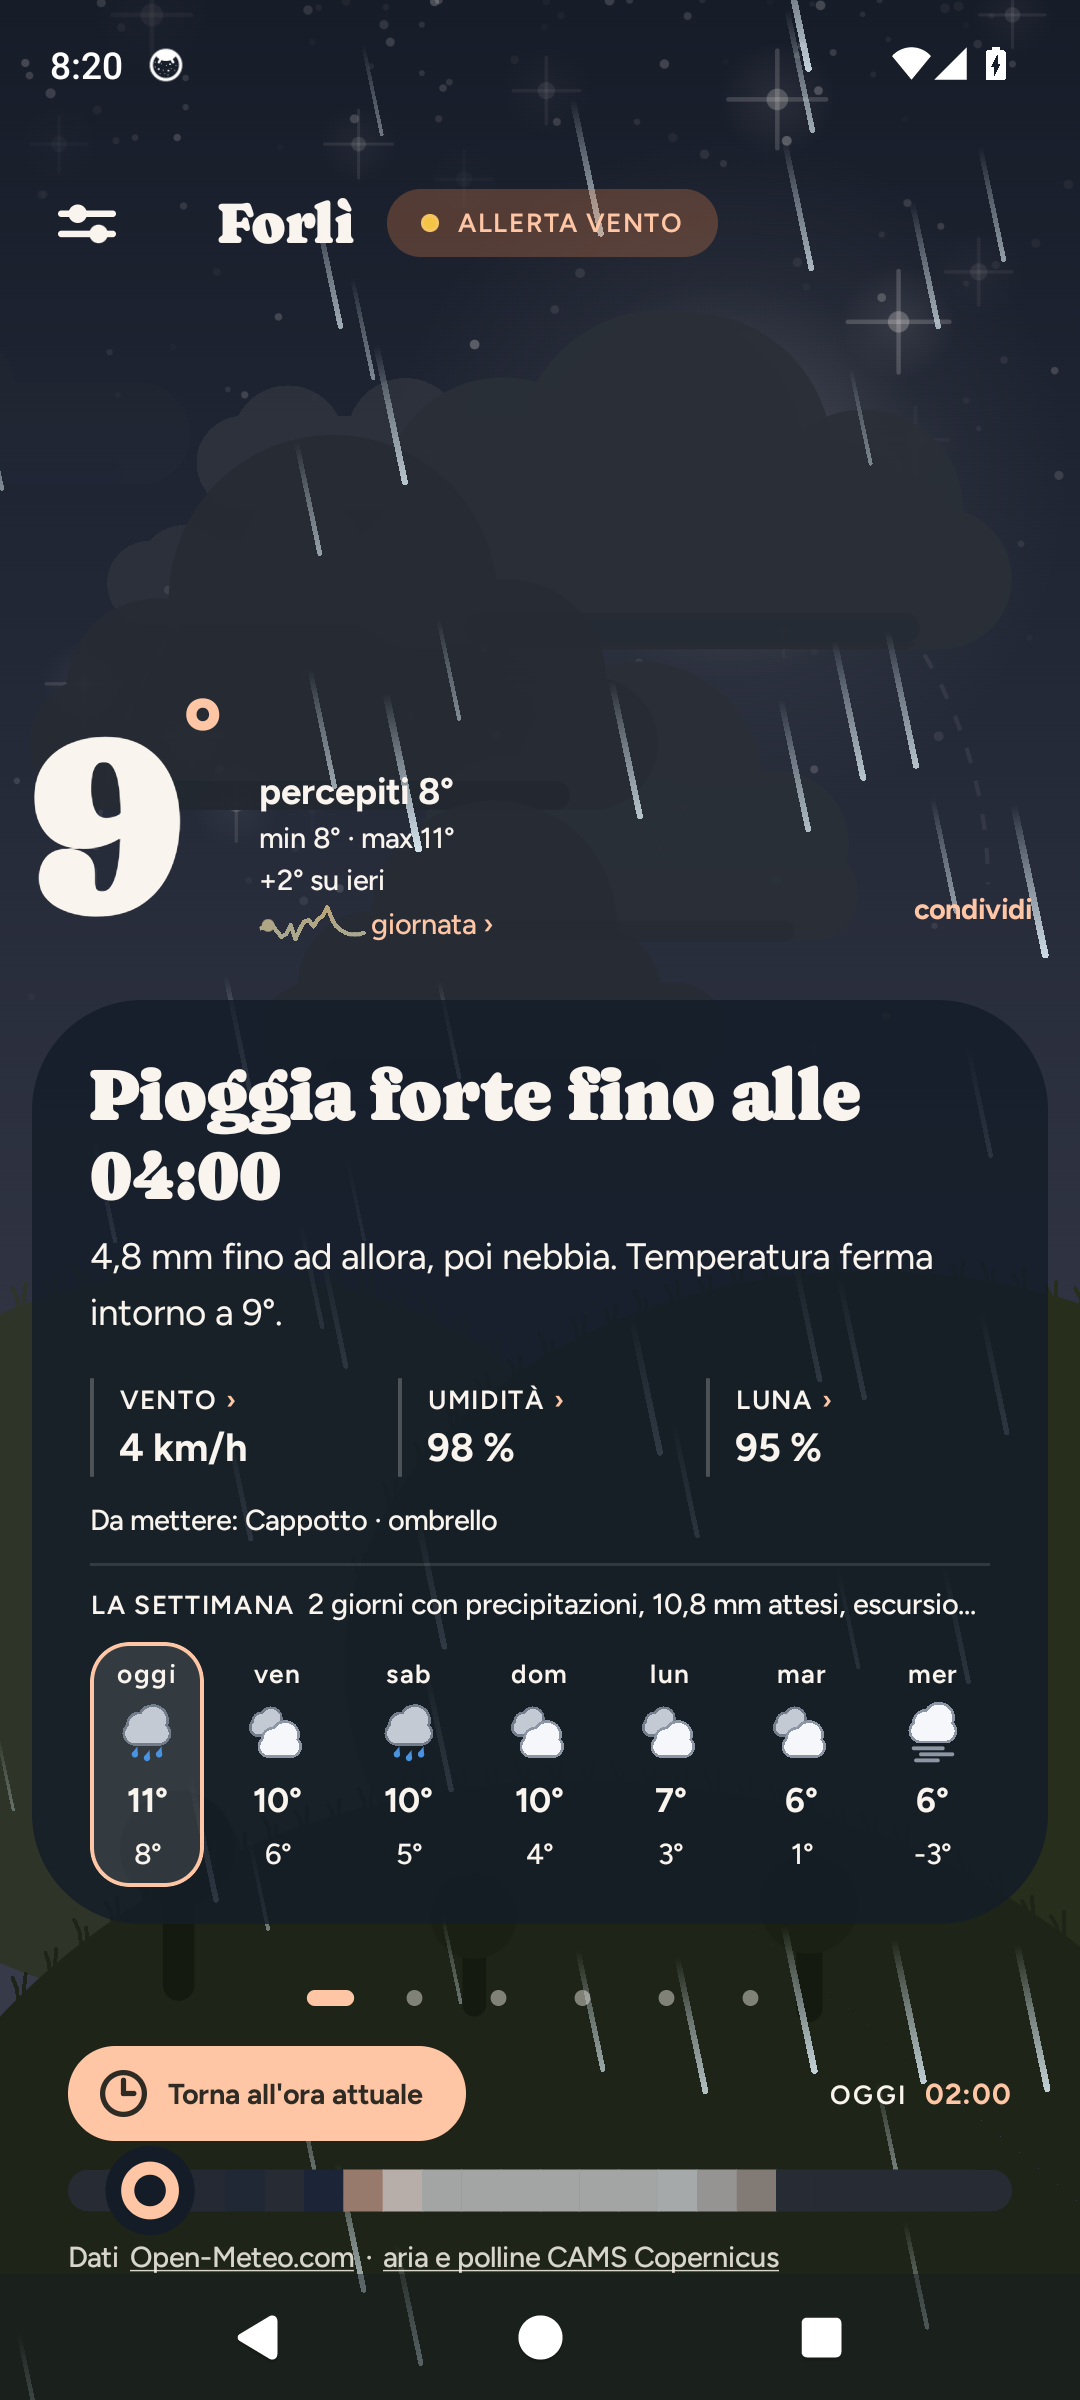 8:20
Forlì
ALLERTA VENTO
9°
percepiti 8°
min 8° · max 11°
+2° su ieri
giornata ›
condividi
Pioggia forte fino alle
04:00
4,8 mm fino ad allora, poi nebbia. Temperatura ferma
intorno a 9°.
VENTO › UMIDITÀ › LUNA ›
4 km/h 98 % 95 %
Da mettere: Cappotto · ombrello
LA SETTIMANA 2 giorni con precipitazioni, 10,8 mm attesi, escursio...
oggi ven sab dom lun mar mer
11° 10° 10° 10° 7° 6° 6°
8° 6° 5° 4° 3° 1° -3°
Torna all'ora attuale
OGGI 02:00
Dati Open-Meteo.com · aria e polline CAMS Copernicus